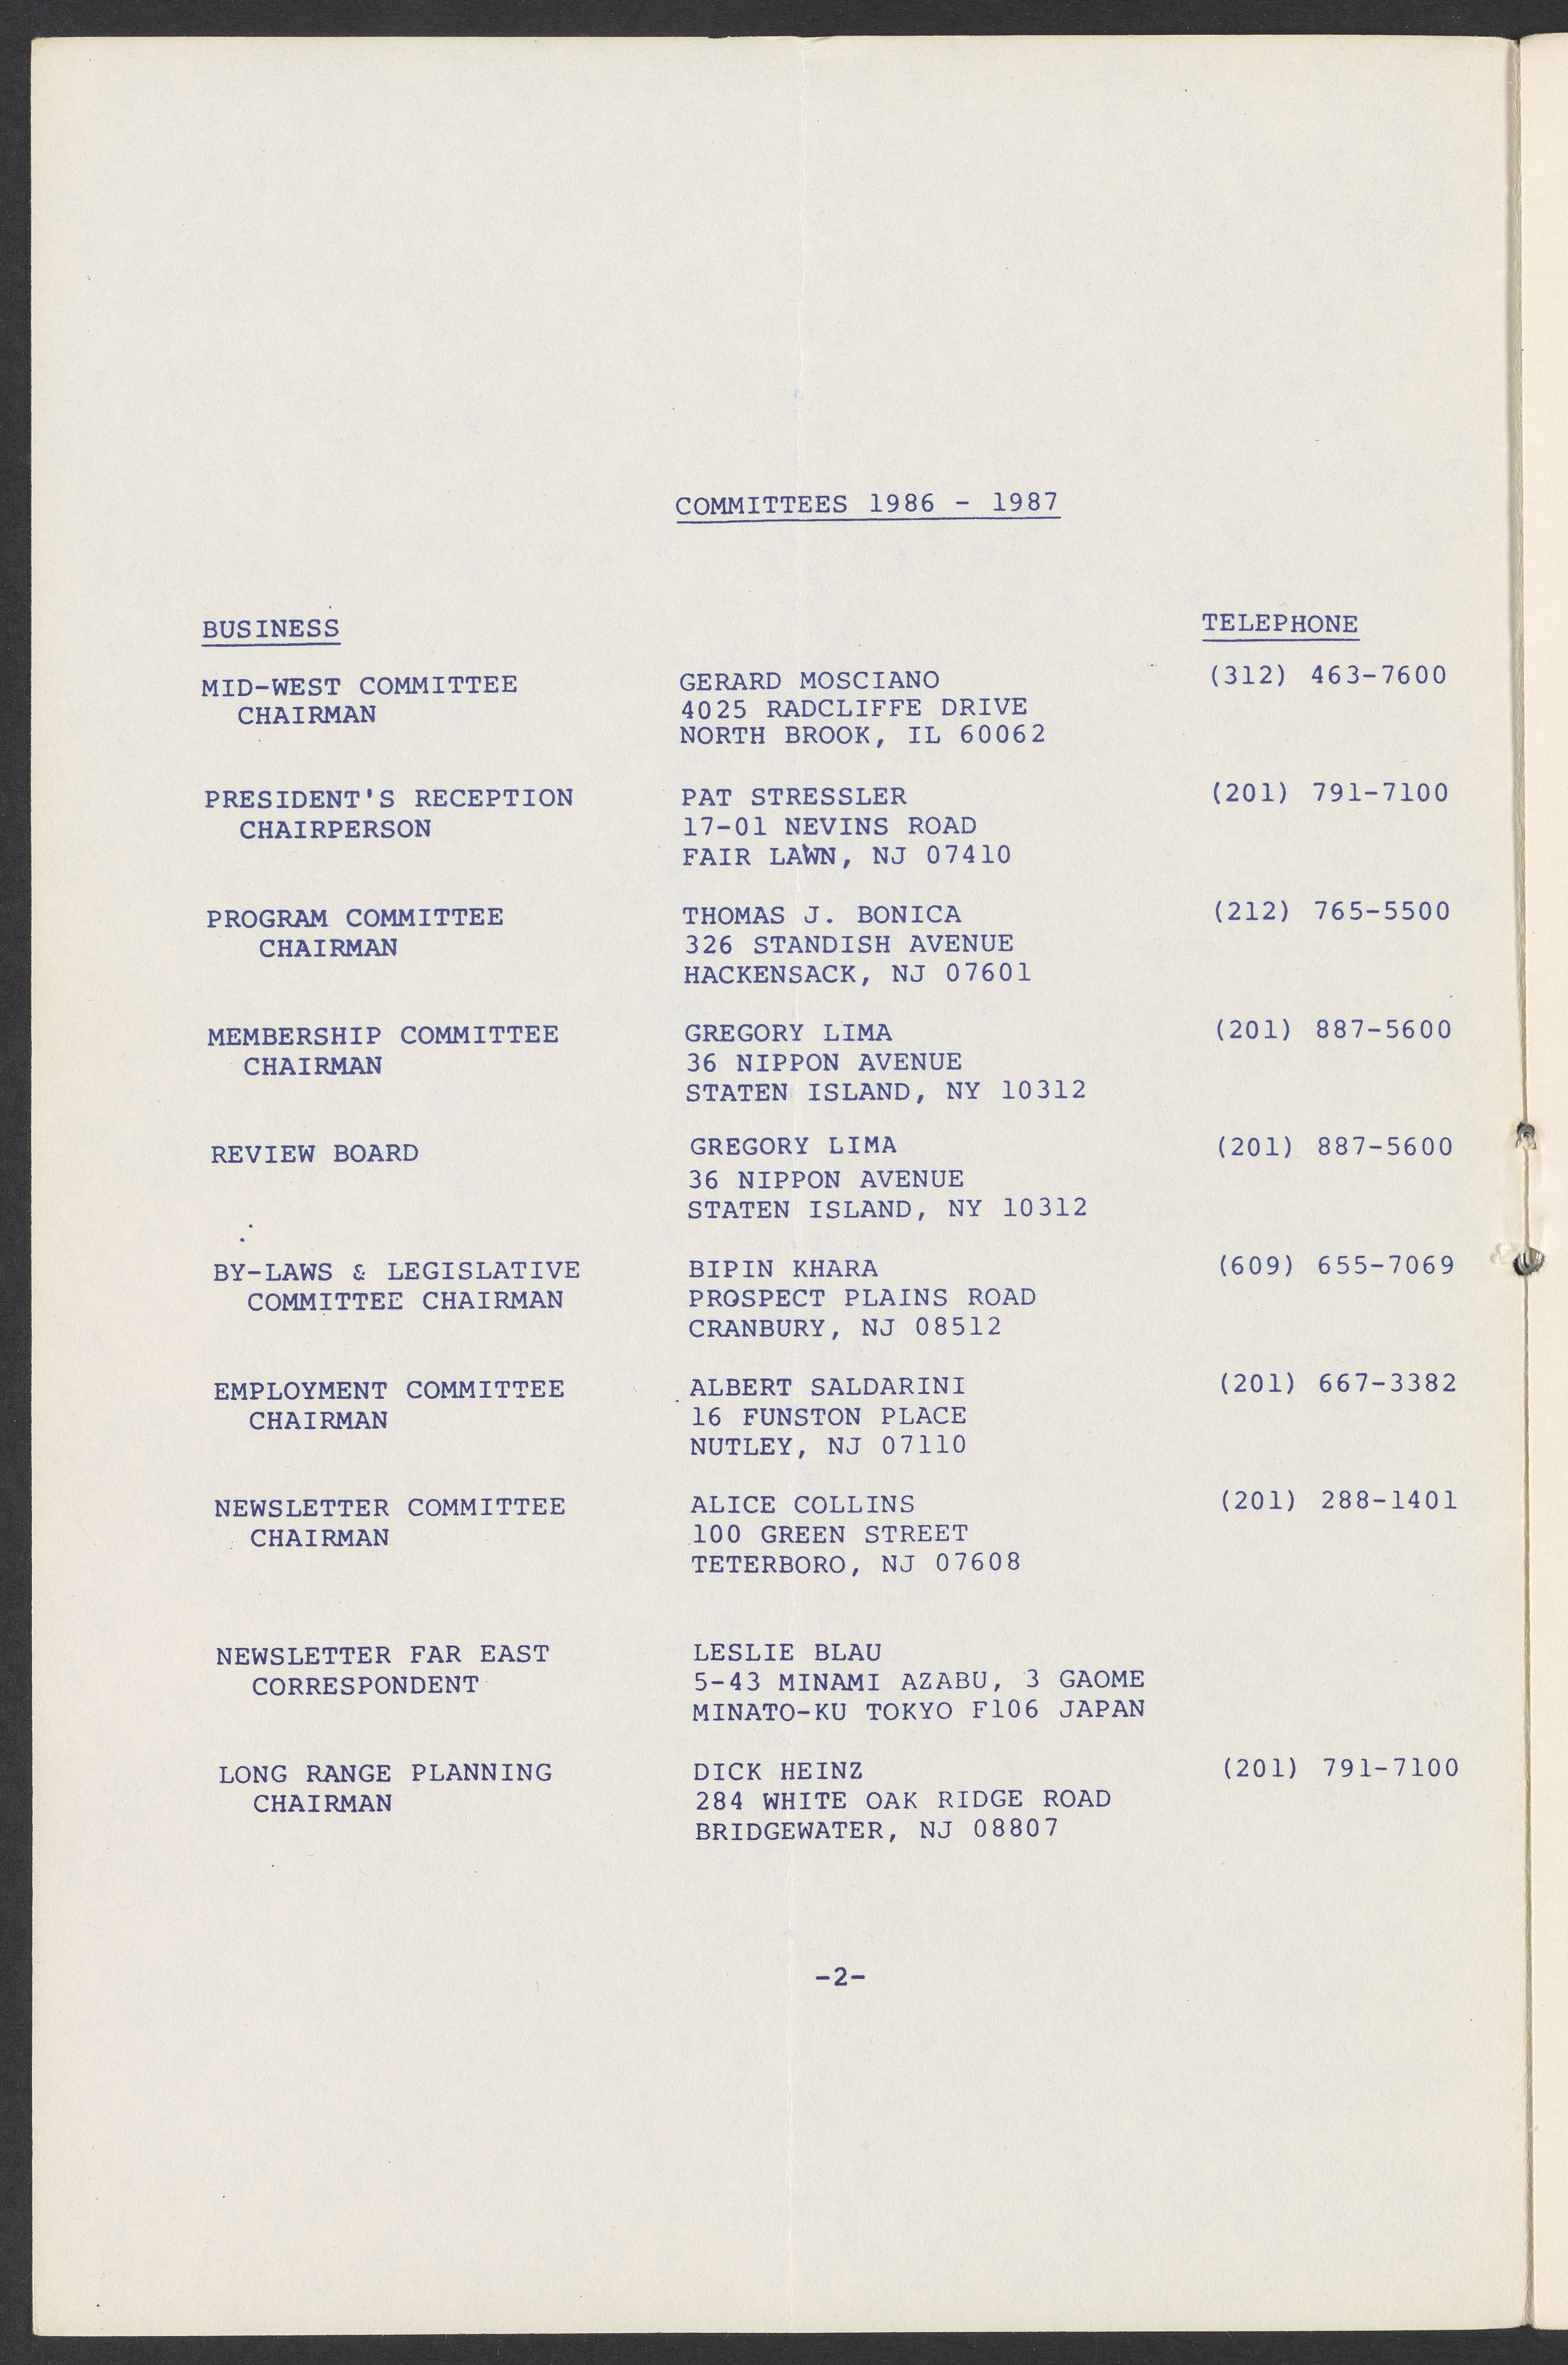 COMMITTEES 1986 - 1987
BUSINESS TELEPHONE
MID-WEST COMMITTEE GERARD MOSCIANO (312) 463-7600
CHAIRMAN 4025 RADCLIFFE DRIVE
NORTH BROOK, IL 60062
PRESIDENT'S RECEPTION PAT STRESSLER (201) 791-7100
CHAIRPERSON 17-01 NEVINS ROAD
FAIR LAWN, NJ 07410
PROGRAM COMMITTEE THOMAS J. BONICA (212) 765-5500
CHAIRMAN 326 STANDISH AVENUE
HACKENSACK, NJ 07601
MEMBERSHIP COMMITTEE GREGORY LIMA (201) 887-5600
CHAIRMAN 36 NIPPON AVENUE
STATEN ISLAND, NY 10312
REVIEW BOARD GREGORY LIMA (201) 887-5600
36 NIPPON AVENUE
STATEN ISLAND, NY 10312
BY-LAWS & LEGISLATIVE BIPIN KHARA (609) 655-7069
COMMITTEE CHAIRMAN PROSPECT PLAINS ROAD
CRANBURY, NJ 08512
EMPLOYMENT COMMITTEE ALBERT SALDARINI (201) 667-3382
CHAIRMAN 16 FUNSTON PLACE
NUTLEY, NJ 07110
NEWSLETTER COMMITTEE ALICE COLLINS (201) 288-1401
CHAIRMAN 100 GREEN STREET
TETERBORO, NJ 07608
NEWSLETTER FAR EAST LESLIE BLAU
CORRESPONDENT 5-43 MINAMI AZABU, 3 GAOME
MINATO-KU TOKYO F106 JAPAN
LONG RANGE PLANNING DICK HEINZ (201) 791-7100
CHAIRMAN 284 WHITE OAK RIDGE ROAD
BRIDGEWATER, NJ 08807
-2-